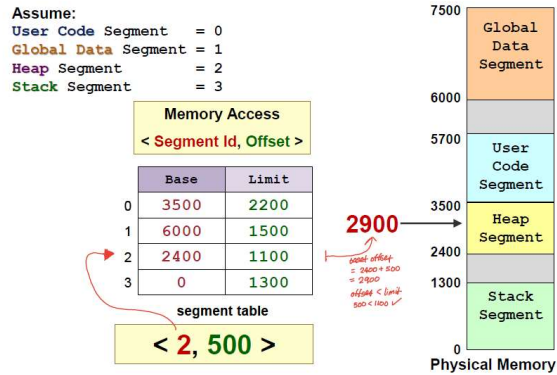 Assume:
User Code Segment = 0
Global Data Segment = 1
Heap Segment = 2
Stack Segment = 3
Memory Access
< Segment Id, Offset >
Base Limit
0 3500 2200
1 6000 1500
2 2400 1100
3 0 1300
segment table
< 2, 500 >
2900
offset
= 2400 + 500
= 2900
offset < limit
500 < 1100 ✓
7500
Global
Data
Segment
6000
5700
User
Code
Segment
3500
Heap
Segment
2400
1300
Stack
Segment
0
Physical Memory